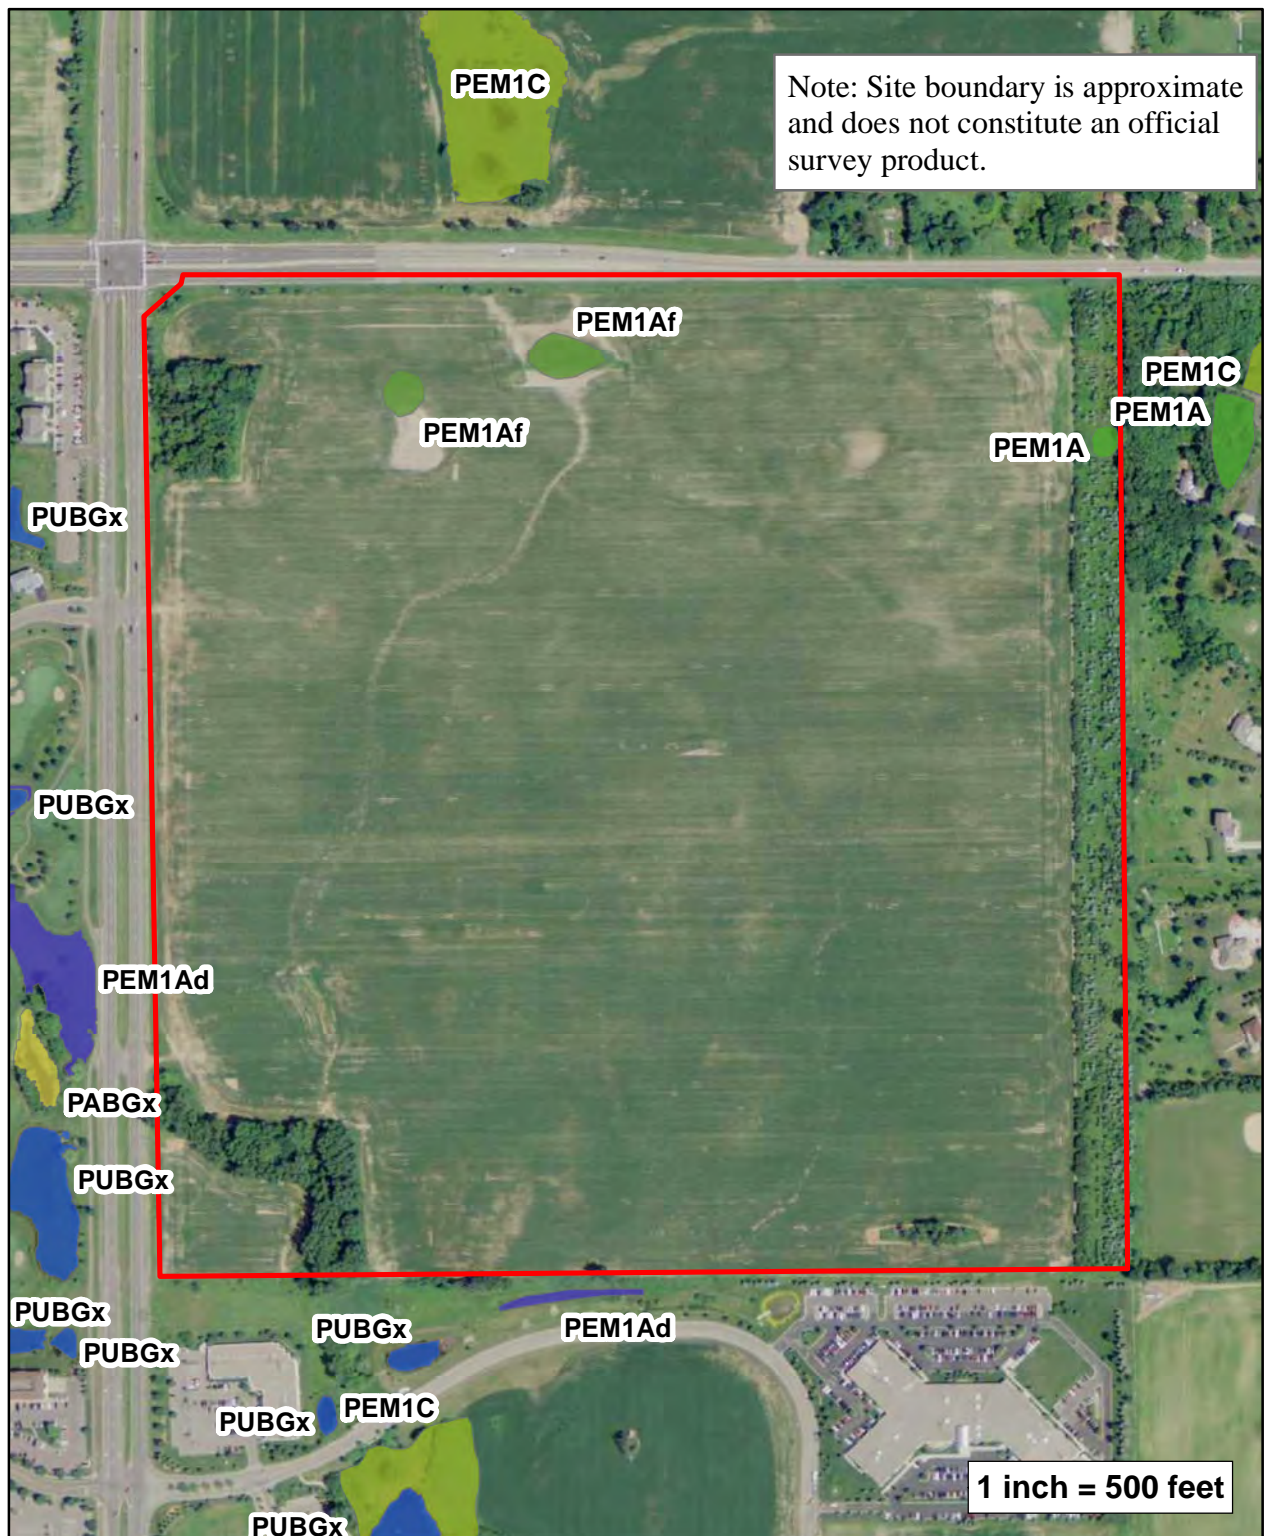 PEM1C
Note: Site boundary is approximate
and does not constitute an official
survey product.
PEM1Af
PEM1C
PEM1A
PEM1Af
PEM1A
PUBGx
PUBGx
PEM1Ad
PABGx
PUBGx
PUBGx
PUBGx
PUBGx
PEM1Ad
PUBGx
PEM1C
1 inch = 500 feet
PUBGx